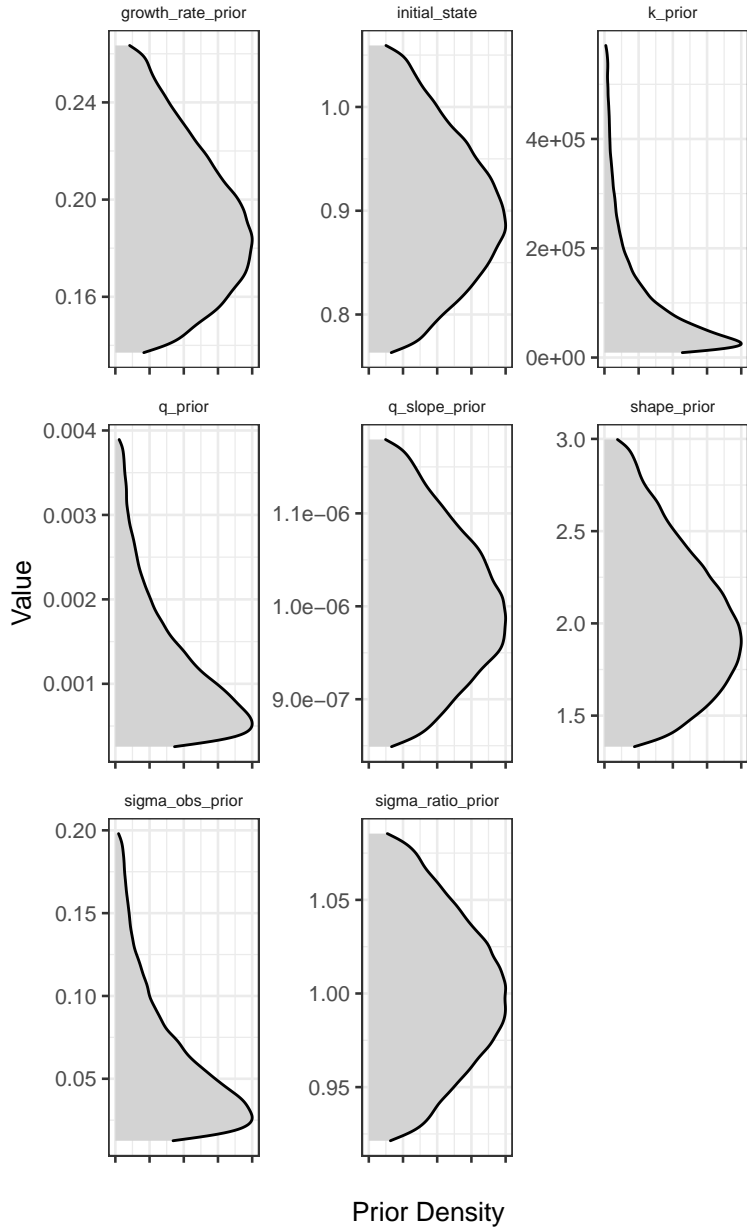 growth_rate_prior
initial_state
k_prior
0.24
0.20
0.16
1.0
0.9
0.8
4e+05
2e+05
0e+00
q_prior
q_slope_prior
shape_prior
0.004
0.003
0.002
0.001
1.1e−06
1.0e−06
9.0e−07
3.0
2.5
2.0
1.5
Value
sigma_obs_prior
sigma_ratio_prior
0.20
0.15
0.10
0.05
1.05
1.00
0.95
Prior Density